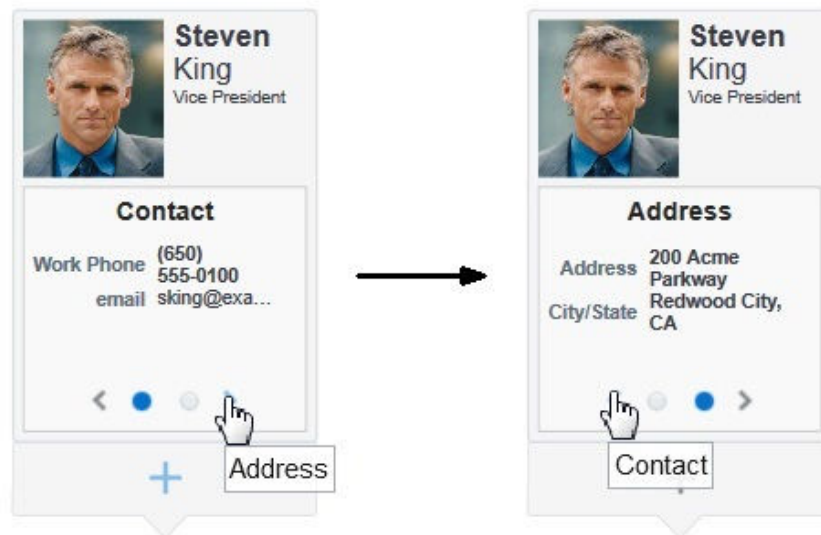 Steven
King
Vice President
Contact
Work Phone (650)
555-0100
email sking@exa...
Address
Steven
King
Vice President
Address
Address 200 Acme
Parkway
City/State Redwood City,
CA
Contact